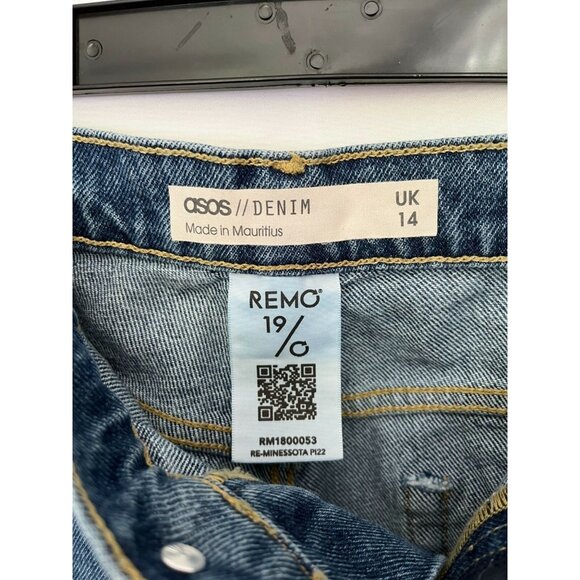 asos // DENIM
Made in Mauritius
UK
14
REMO®
19
/O
RM1800053
RE-MINESSOTA PI22